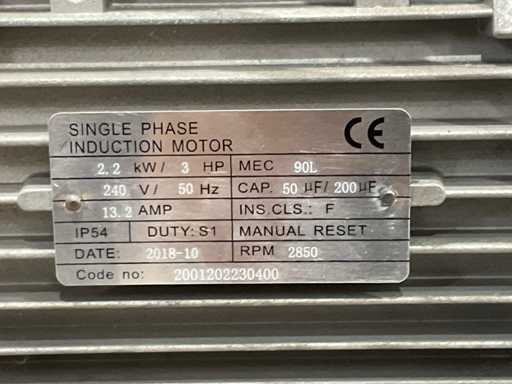 SINGLE PHASE
INDUCTION MOTOR
CE
2.2 kW / 3 HP MEC 90L
240 V / 50 Hz CAP. 50 µF/ 200 µF
13.2 AMP INS.CLS.: F
IP54 DUTY: S1 MANUAL RESET
DATE: 2018-10 RPM 2850
Code no: 2001202230400